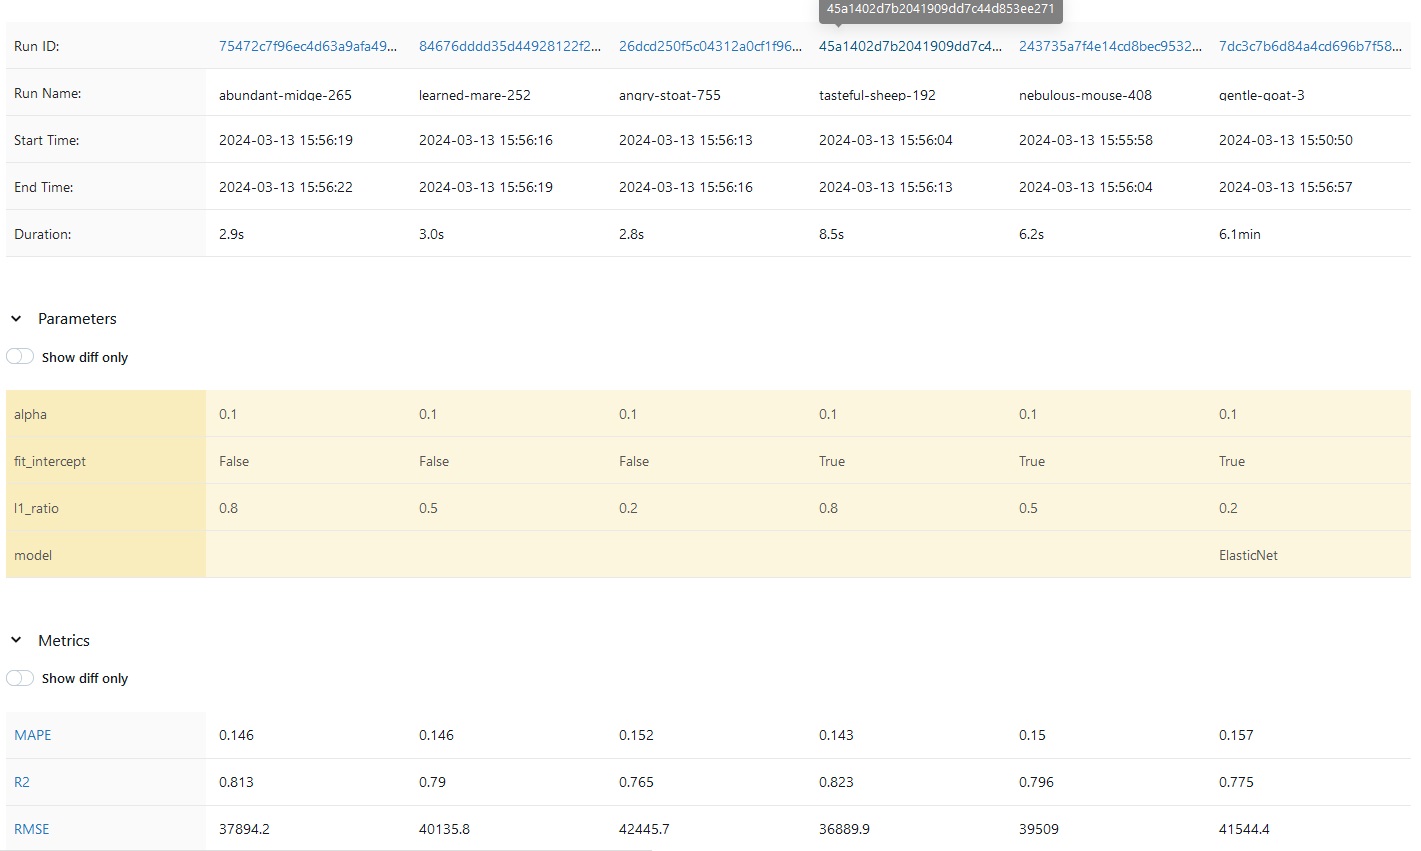 45a1402d7b2041909dd7c44d853ee271
Run ID: 75472c7f96ec4d63a9afa49... 84676dddd35d44928122f2... 26dcd250f5c04312a0cf1f96... 45a1402d7b2041909dd7c4... 243735a7f4e14cd8bec9532... 7dc3c7b6d84a4cd696b7f58...
Run Name: abundant-midge-265 learned-mare-252 angry-stoat-755 tasteful-sheep-192 nebulous-mouse-408 gentle-goat-3
Start Time: 2024-03-13 15:56:19 2024-03-13 15:56:16 2024-03-13 15:56:13 2024-03-13 15:56:04 2024-03-13 15:55:58 2024-03-13 15:50:50
End Time: 2024-03-13 15:56:22 2024-03-13 15:56:19 2024-03-13 15:56:16 2024-03-13 15:56:13 2024-03-13 15:56:04 2024-03-13 15:56:57
Duration: 2.9s 3.0s 2.8s 8.5s 6.2s 6.1min
Parameters
Show diff only
alpha 0.1 0.1 0.1 0.1 0.1 0.1
fit_intercept False False False True True True
l1_ratio 0.8 0.5 0.2 0.8 0.5 0.2
model ElasticNet
Metrics
Show diff only
MAPE 0.146 0.146 0.152 0.143 0.15 0.157
R2 0.813 0.79 0.765 0.823 0.796 0.775
RMSE 37894.2 40135.8 42445.7 36889.9 39509 41544.4